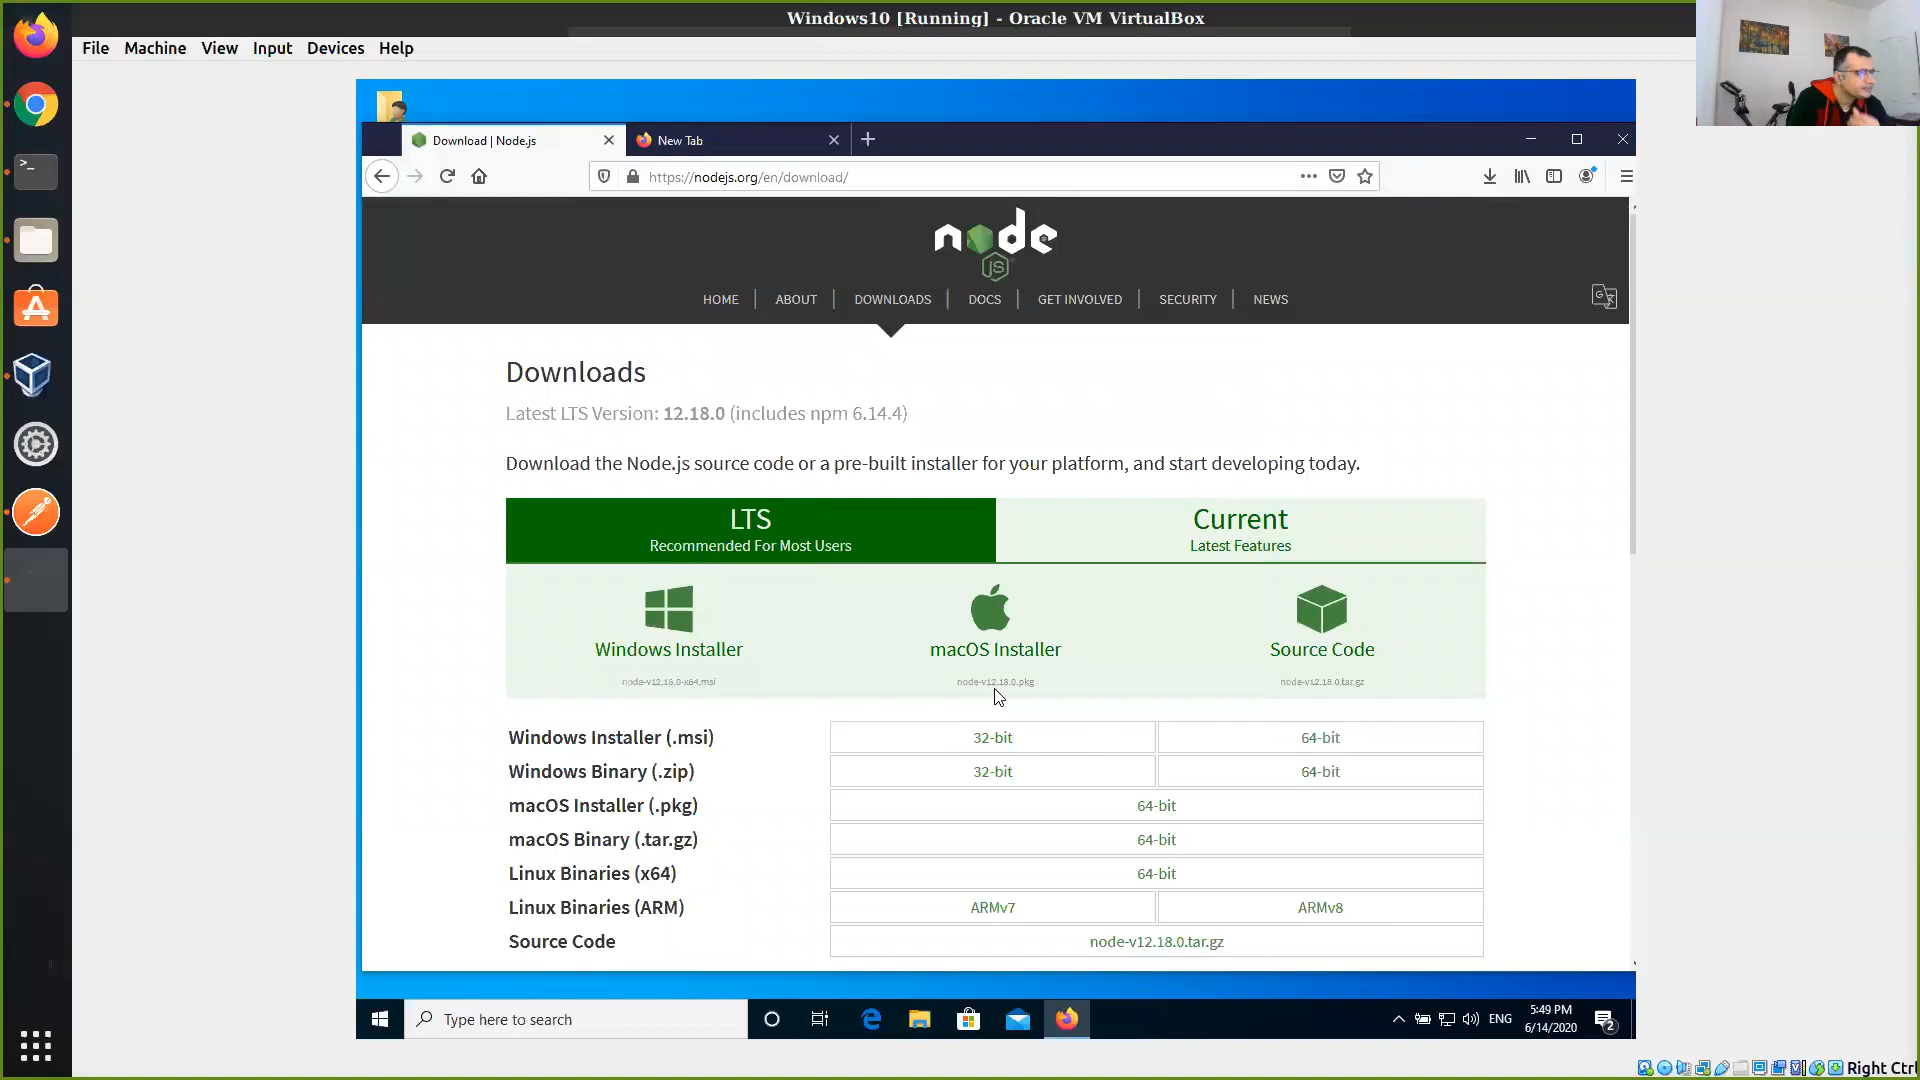 Windows10 [Running] - Oracle VM VirtualBox
File Machine View Input Devices Help
Download | Node.js
New Tab
https://nodejs.org/en/download/
node
JS
HOME ABOUT DOWNLOADS DOCS GET INVOLVED SECURITY NEWS
Downloads
Latest LTS Version: 12.18.0 (includes npm 6.14.4)
Download the Node.js source code or a pre-built installer for your platform, and start developing today.
LTS
Recommended For Most Users
Current
Latest Features
Windows Installer
node-v12.18.0-x64.msi
macOS Installer
node-v12.18.0.pkg
Source Code
node-v12.18.0.tar.gz
Windows Installer (.msi) 32-bit 64-bit
Windows Binary (.zip) 32-bit 64-bit
macOS Installer (.pkg) 64-bit
macOS Binary (.tar.gz) 64-bit
Linux Binaries (x64) 64-bit
Linux Binaries (ARM) ARMv7 ARMv8
Source Code node-v12.18.0.tar.gz
Type here to search
ENG
5:49 PM
6/14/2020
2
Right Ctrl